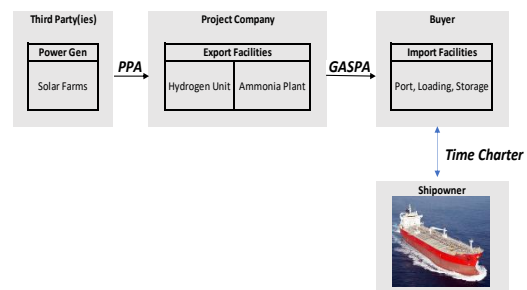 Third Party(ies)
Project Company
Buyer
Power Gen
Export Facilities
Import Facilities
Solar Farms
PPA
Hydrogen Unit
Ammonia Plant
GASPA
Port, Loading, Storage
Time Charter
Shipowner